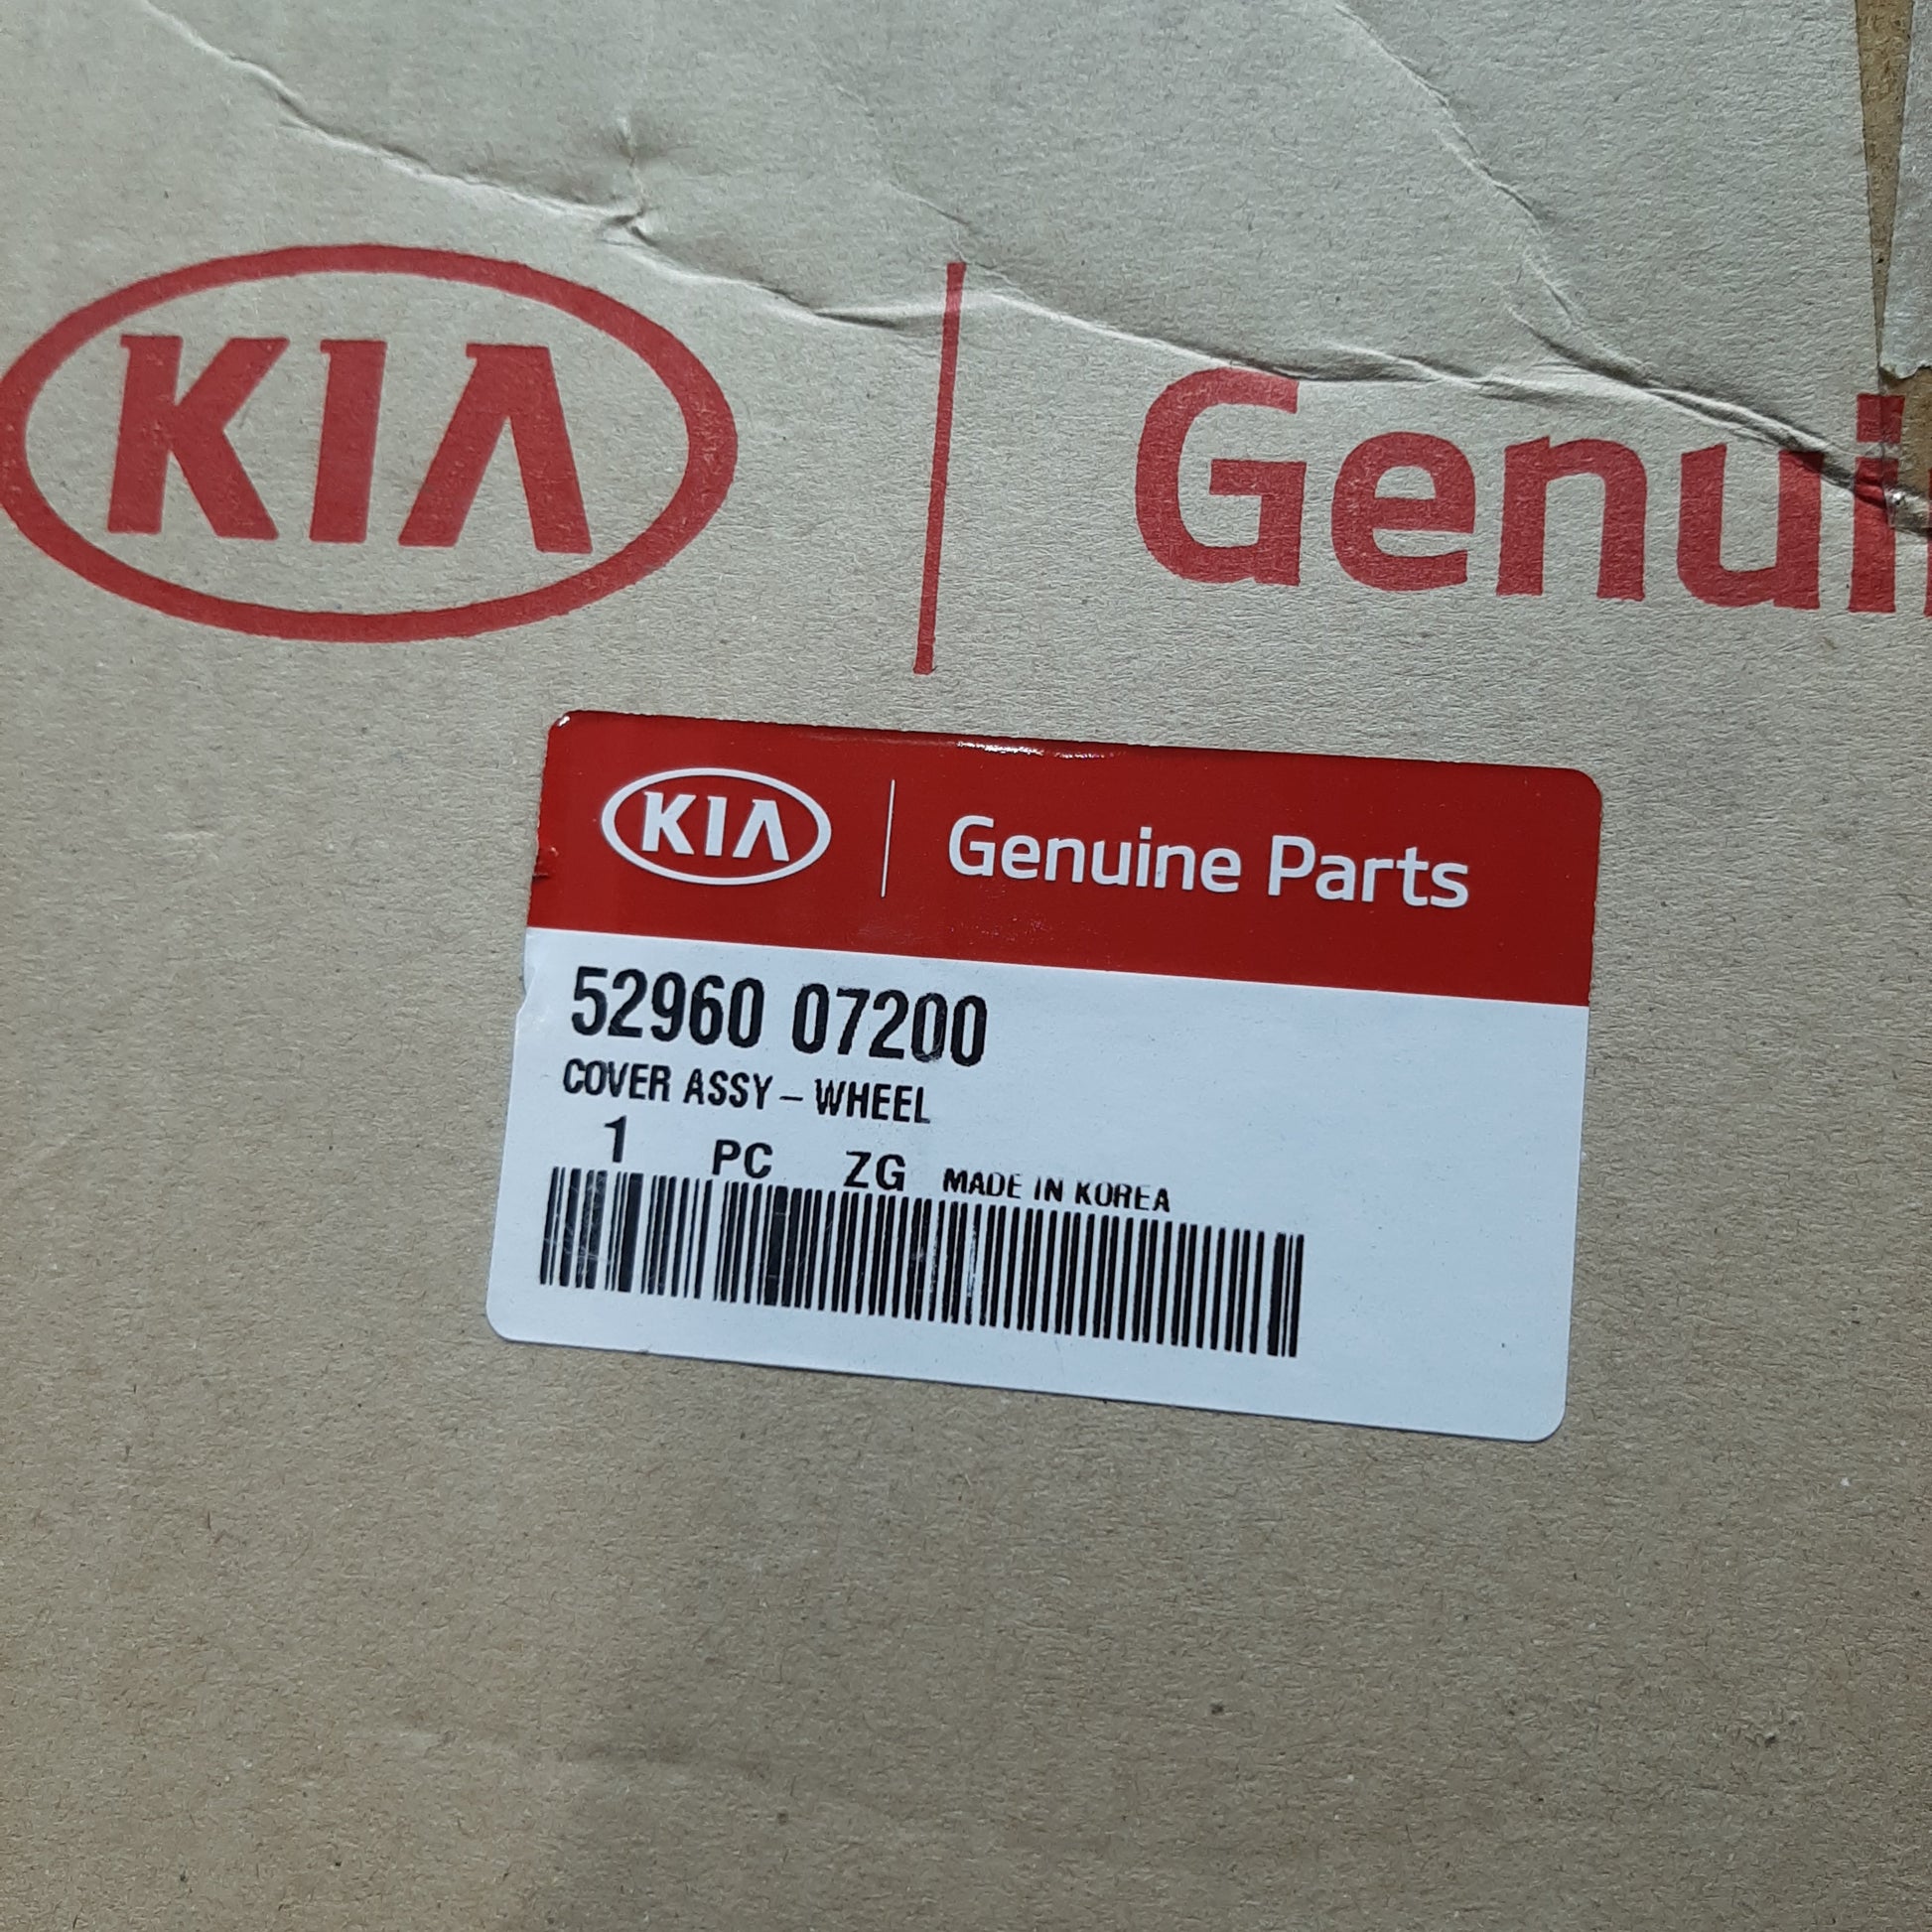 KIA Genui
KIA Genuine Parts
52960 07200
COVER ASSY - WHEEL
1 PC ZG MADE IN KOREA